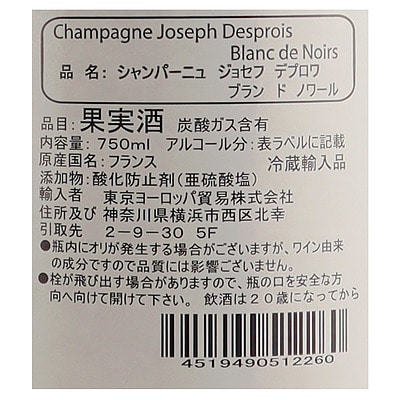 Champagne Joseph Desprois
Blanc de Noirs
品 名: シャンパーニュ ジョセフ デプロワ
ブラン ド ノワール
品目: 果実酒 炭酸ガス含有
内容量: 750ml アルコール分: 表ラベルに記載
原産国名: フランス 冷蔵輸入品
添加物: 酸化防止剤(亜硫酸塩)
輸入者 東京ヨーロッパ貿易株式会社
住所及び 神奈川県横浜市西区北幸
引取先 2-9-30 5F
●瓶内にオリが発生する場合がございますが、ワイン由来
の成分ですので品質には影響ございません。
●栓が飛び出す場合がありますので、瓶の口を安全な方
向へ向けて開けて下さい。 飲酒は20歳になってから
4519490512260